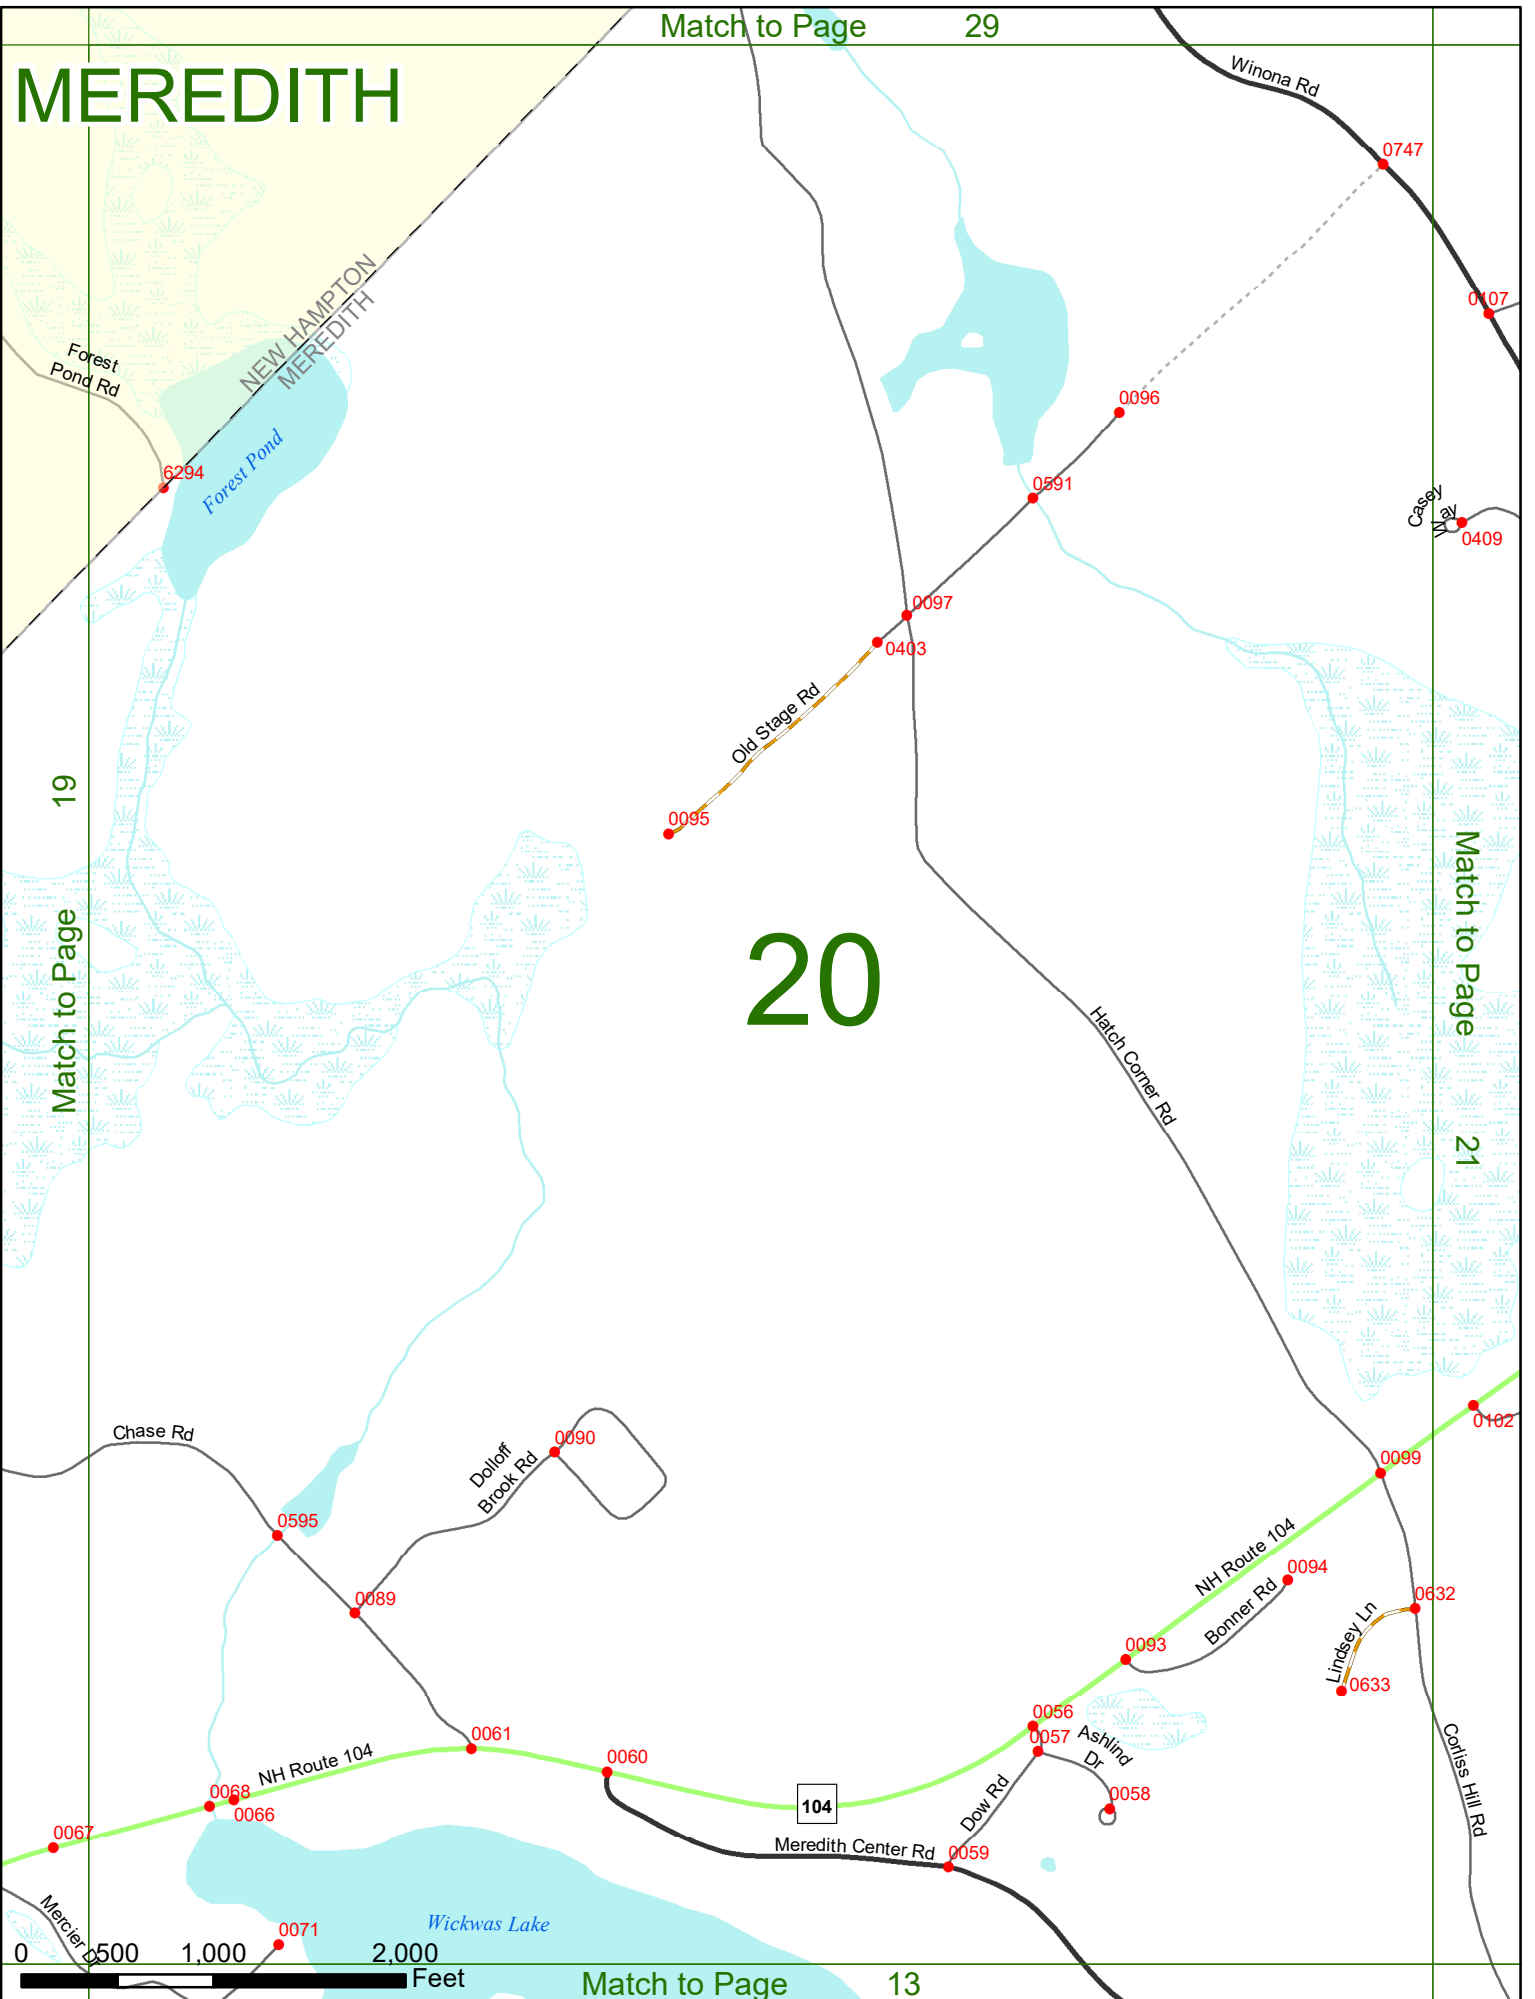 Match to Page 29
MEREDITH
Winona Rd
0747
0107
NEW HAMPTON
MEREDITH
Forest
Pond Rd
0096
6294
Forest Pond
0591
Casey
Way
0409
0097
0403
Old Stage Rd
0095
Match to Page 19
Match to Page 21
20
Hatch Corner Rd
Chase Rd
0090
Dolloff
Brook Rd
0102
0099
0595
NH Route 104
0094
0089
Bonner Rd
0632
Lindsey Ln
0093
0633
0056
0057
Ashlind
Dr
0061
NH Route 104
0060
Corliss Hill Rd
0058
Dow Rd
104
0068
0066
0067
Meredith Center Rd
0059
Mercier Dr
Wickwas Lake
0071
0 500 1,000 2,000
Feet
Match to Page 13